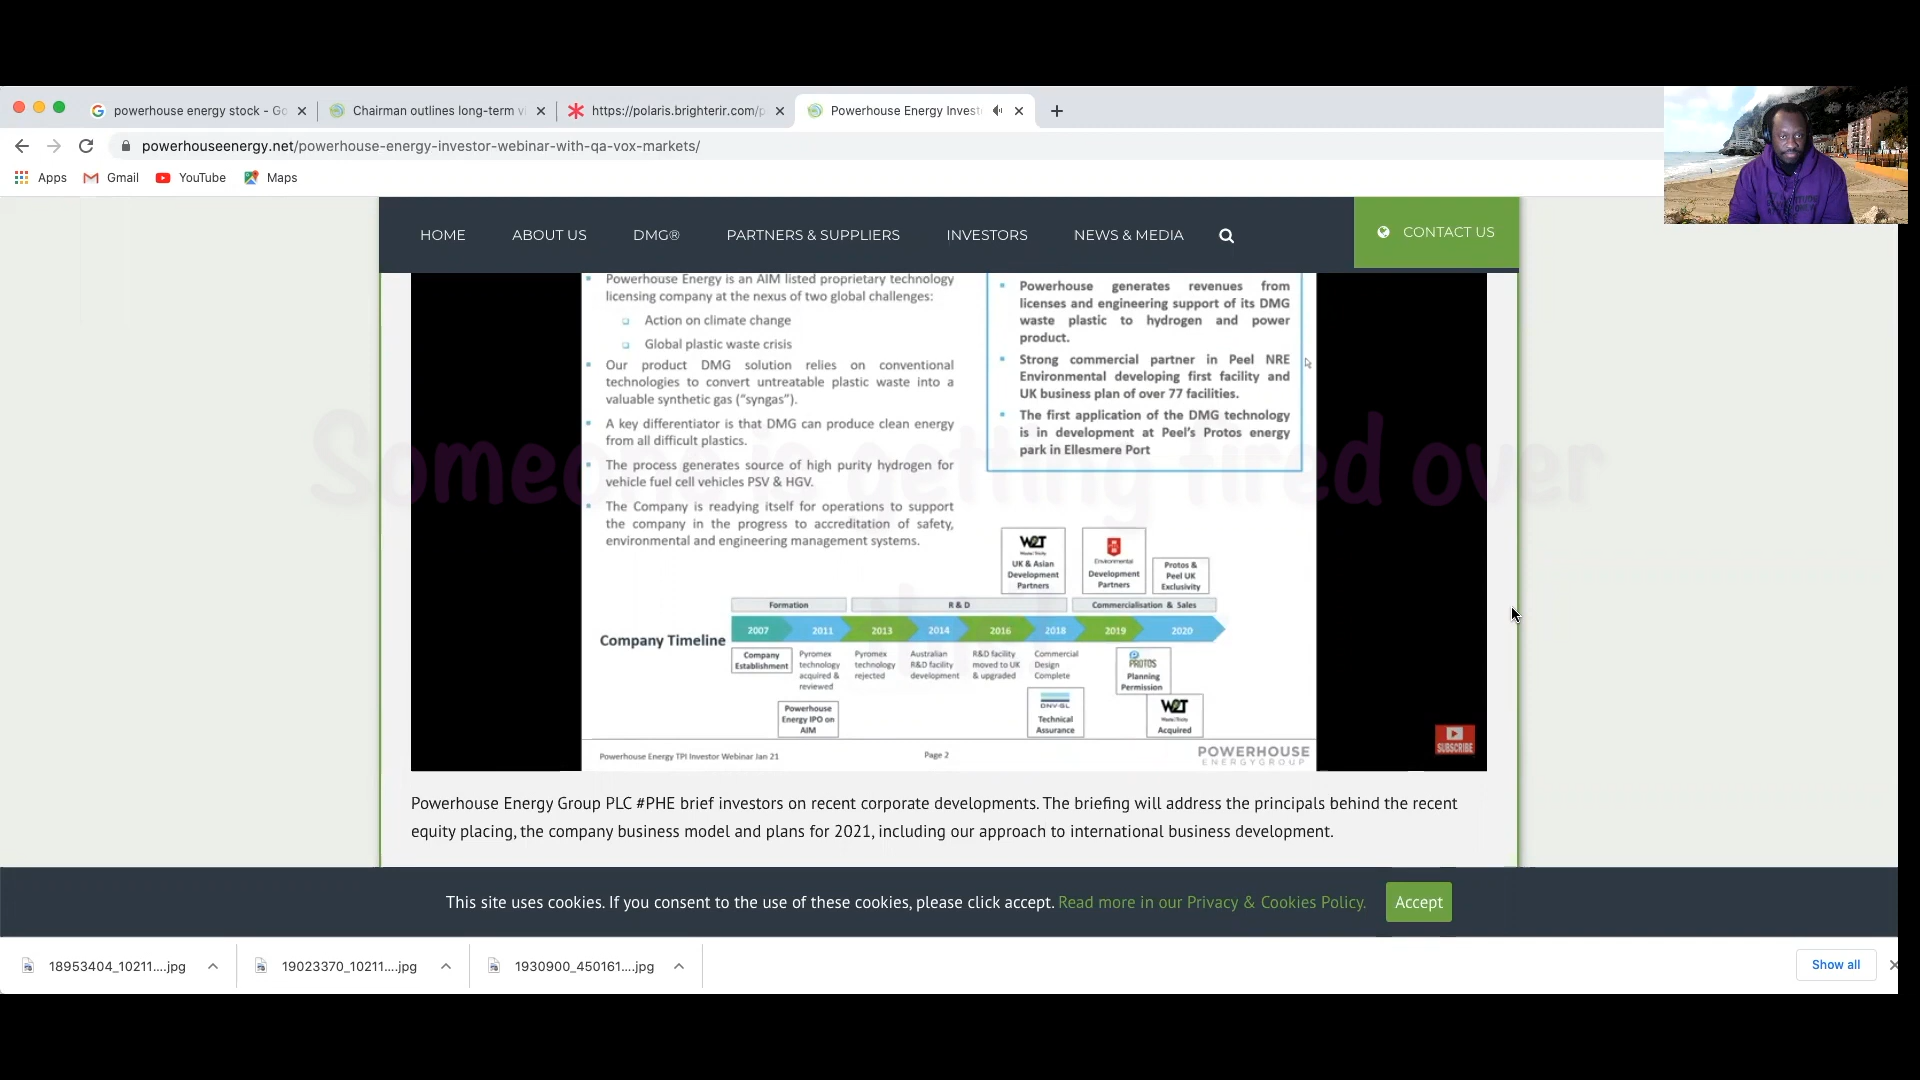 powerhouse energy stock - Go
Chairman outlines long-term vi
https://polaris.brighterir.com/p
Powerhouse Energy Invest
powerhouseenergy.net/powerhouse-energy-investor-webinar-with-qa-vox-markets/
Apps
Gmail
YouTube
Maps
HOME
ABOUT US
DMG®
PARTNERS & SUPPLIERS
INVESTORS
NEWS & MEDIA
CONTACT US
Powerhouse Energy is an AIM listed proprietary technology
licensing company at the nexus of two global challenges:
Action on climate change
Global plastic waste crisis
Our product DMG solution relies on conventional
technologies to convert untreatable plastic waste into a
valuable synthetic gas ("syngas").
A key differentiator is that DMG can produce clean energy
from all difficult plastics.
The process generates source of high purity hydrogen for
vehicle fuel cell vehicles PSV & HGV.
The Company is readying itself for operations to support
the company in the progress to accreditation of safety,
environmental and engineering management systems.
Powerhouse generates revenues from
licenses and engineering support of its DMG
waste plastic to hydrogen and power
product.
Strong commercial partner in Peel NRE
Environmental developing first facility and
UK business plan of over 77 facilities.
The first application of the DMG technology
is in development at Peel's Protos energy
park in Ellesmere Port
Someone is getting fired over
W2T
UK & Asian
Development
Partners
Environmental
Development
Partners
Protos &
Peel UK
Exclusivity
Formation
R & D
Commercialisation & Sales
Company Timeline
2007
2011
2013
2014
2016
2018
2019
2020
Company
Establishment
Pyromex
technology
acquired &
reviewed
Pyromex
technology
rejected
Australian
R&D facility
development
R&D facility
moved to UK
& upgraded
Commercial
Design
Complete
PROTOS
Planning
Permission
Powerhouse
Energy IPO on
AIM
DNV·GL
Technical
Assurance
W2T
Acquired
SUBSCRIBE
Powerhouse Energy TPI Investor Webinar Jan 21
Page 2
POWERHOUSE
ENERGYGROUP
Powerhouse Energy Group PLC #PHE brief investors on recent corporate developments. The briefing will address the principals behind the recent
equity placing, the company business model and plans for 2021, including our approach to international business development.
This site uses cookies. If you consent to the use of these cookies, please click accept. Read more in our Privacy & Cookies Policy.
Accept
18953404_10211....jpg
19023370_10211....jpg
1930900_450161....jpg
Show all